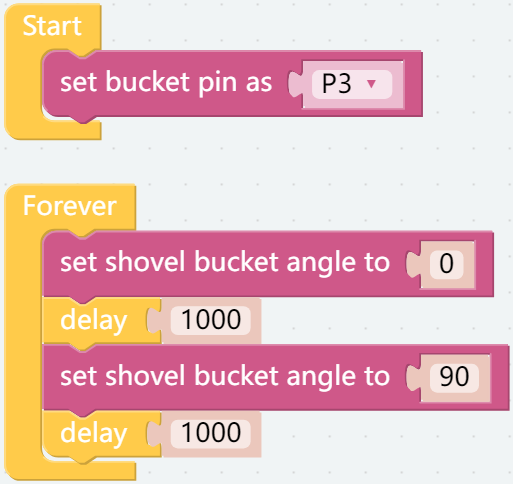 Start
set bucket pin as P3
Forever
set shovel bucket angle to 0
delay 1000
set shovel bucket angle to 90
delay 1000